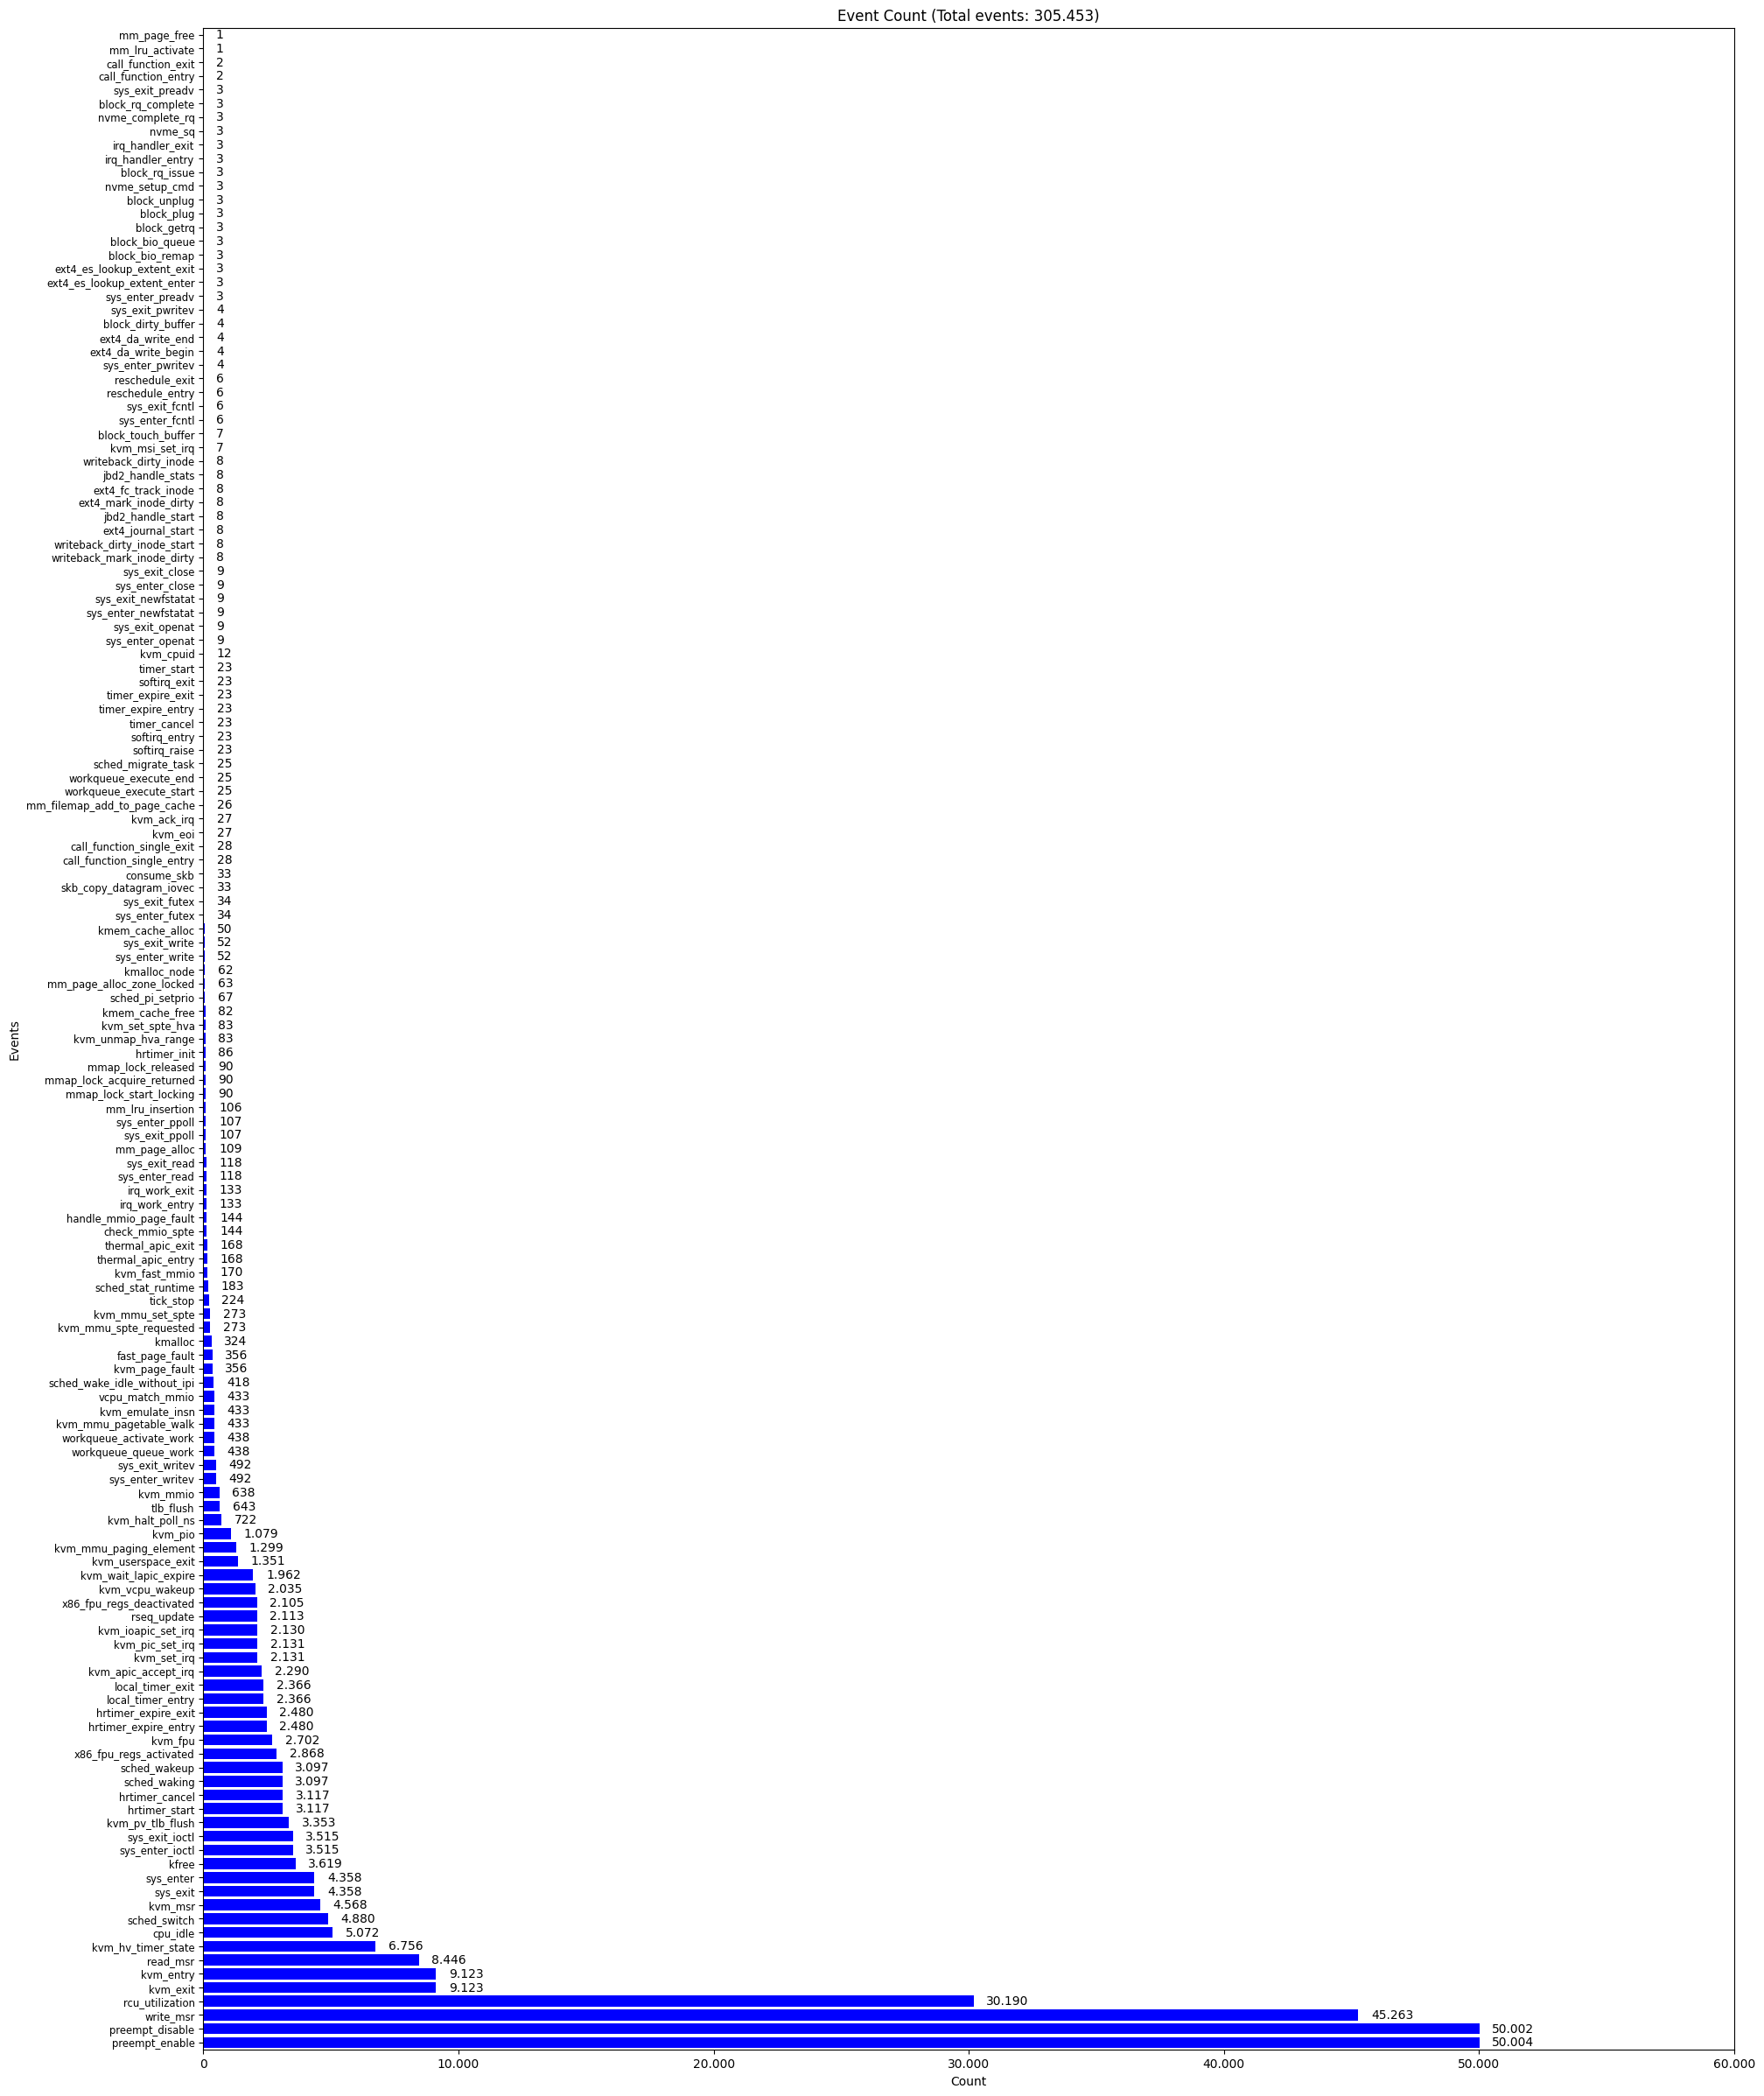 Event Count (Total events: 305.453)
mm_page_free 1
mm_lru_activate 1
call_function_exit 2
call_function_entry 2
sys_exit_preadv 3
block_rq_complete 3
nvme_complete_rq 3
nvme_sq 3
irq_handler_exit 3
irq_handler_entry 3
block_rq_issue 3
nvme_setup_cmd 3
block_unplug 3
block_plug 3
block_getrq 3
block_bio_queue 3
block_bio_remap 3
ext4_es_lookup_extent_exit 3
ext4_es_lookup_extent_enter 3
sys_enter_preadv 3
sys_exit_pwritev 4
block_dirty_buffer 4
ext4_da_write_end 4
ext4_da_write_begin 4
sys_enter_pwritev 4
reschedule_exit 6
reschedule_entry 6
sys_exit_fcntl 6
sys_enter_fcntl 6
block_touch_buffer 7
kvm_msi_set_irq 7
writeback_dirty_inode 8
jbd2_handle_stats 8
ext4_fc_track_inode 8
ext4_mark_inode_dirty 8
jbd2_handle_start 8
ext4_journal_start 8
writeback_dirty_inode_start 8
writeback_mark_inode_dirty 8
sys_exit_close 9
sys_enter_close 9
sys_exit_newfstatat 9
sys_enter_newfstatat 9
sys_exit_openat 9
sys_enter_openat 9
kvm_cpuid 12
timer_start 23
softirq_exit 23
timer_expire_exit 23
timer_expire_entry 23
timer_cancel 23
softirq_entry 23
softirq_raise 23
sched_migrate_task 25
workqueue_execute_end 25
workqueue_execute_start 25
mm_filemap_add_to_page_cache 26
kvm_ack_irq 27
kvm_eoi 27
call_function_single_exit 28
call_function_single_entry 28
consume_skb 33
skb_copy_datagram_iovec 33
sys_exit_futex 34
sys_enter_futex 34
kmem_cache_alloc 50
sys_exit_write 52
sys_enter_write 52
kmalloc_node 62
mm_page_alloc_zone_locked 63
sched_pi_setprio 67
kmem_cache_free 82
kvm_set_spte_hva 83
kvm_unmap_hva_range 83
hrtimer_init 86
mmap_lock_released 90
mmap_lock_acquire_returned 90
mmap_lock_start_locking 90
mm_lru_insertion 106
sys_enter_ppoll 107
sys_exit_ppoll 107
mm_page_alloc 109
sys_exit_read 118
sys_enter_read 118
irq_work_exit 133
irq_work_entry 133
handle_mmio_page_fault 144
check_mmio_spte 144
thermal_apic_exit 168
thermal_apic_entry 168
kvm_fast_mmio 170
sched_stat_runtime 183
tick_stop 224
kvm_mmu_set_spte 273
kvm_mmu_spte_requested 273
kmalloc 324
fast_page_fault 356
kvm_page_fault 356
sched_wake_idle_without_ipi 418
vcpu_match_mmio 433
kvm_emulate_insn 433
kvm_mmu_pagetable_walk 433
workqueue_activate_work 438
workqueue_queue_work 438
sys_exit_writev 492
sys_enter_writev 492
kvm_mmio 638
tlb_flush 643
kvm_halt_poll_ns 722
kvm_pio 1.079
kvm_mmu_paging_element 1.299
kvm_userspace_exit 1.351
kvm_wait_lapic_expire 1.962
kvm_vcpu_wakeup 2.035
x86_fpu_regs_deactivated 2.105
rseq_update 2.113
kvm_ioapic_set_irq 2.130
kvm_pic_set_irq 2.131
kvm_set_irq 2.131
kvm_apic_accept_irq 2.290
local_timer_exit 2.366
local_timer_entry 2.366
hrtimer_expire_exit 2.480
hrtimer_expire_entry 2.480
kvm_fpu 2.702
x86_fpu_regs_activated 2.868
sched_wakeup 3.097
sched_waking 3.097
hrtimer_cancel 3.117
hrtimer_start 3.117
kvm_pv_tlb_flush 3.353
sys_exit_ioctl 3.515
sys_enter_ioctl 3.515
kfree 3.619
sys_enter 4.358
sys_exit 4.358
kvm_msr 4.568
sched_switch 4.880
cpu_idle 5.072
kvm_hv_timer_state 6.756
read_msr 8.446
kvm_entry 9.123
kvm_exit 9.123
rcu_utilization 30.190
write_msr 45.263
preempt_disable 50.002
preempt_enable 50.004
Events
0 10.000 20.000 30.000 40.000 50.000 60.000
Count